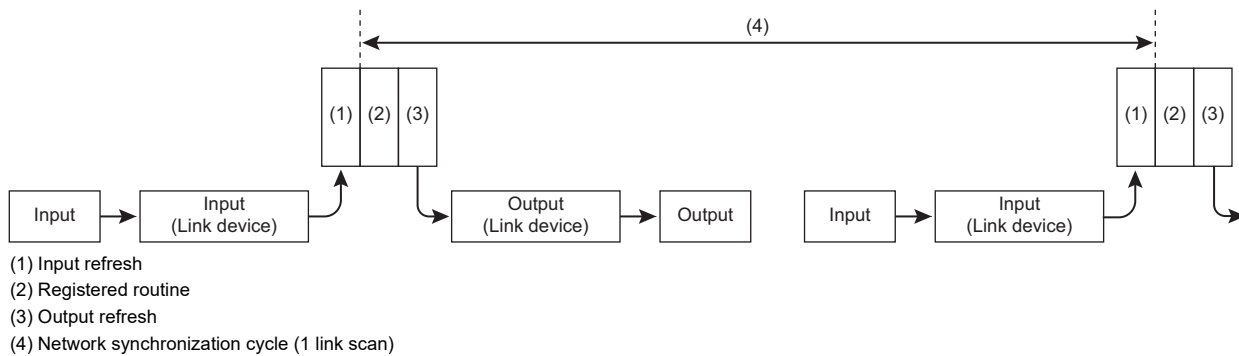 (4)
(1) (2) (3)
(1) (2) (3)
Input
Input
(Link device)
Output
(Link device)
Output
Input
Input
(Link device)
(1) Input refresh
(2) Registered routine
(3) Output refresh
(4) Network synchronization cycle (1 link scan)